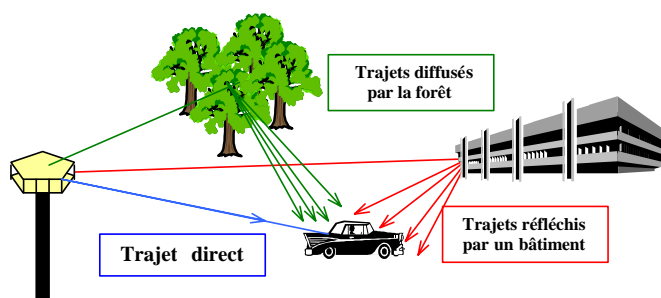 Trajets diffusés
par la forêt
Trajets réfléchis
par un bâtiment
Trajet direct